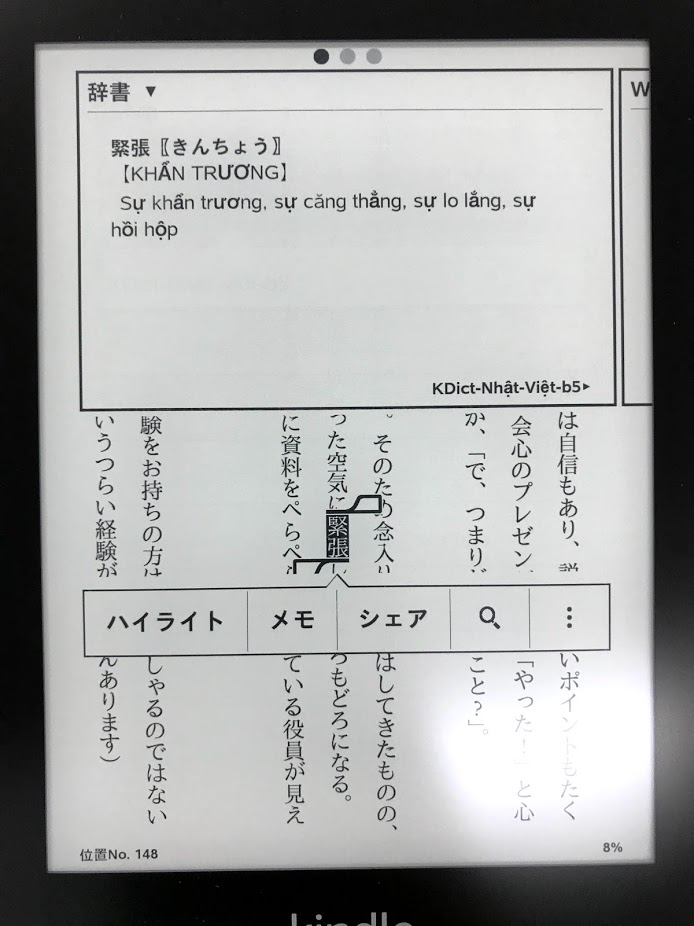 辞書 ▼
W
緊張〖きんちょう〗
【KHẨN TRƯƠNG】
Sự khẩn trương, sự căng thẳng, sự lo lắng, sự
hồi hộp
KDict-Nhật-Việt-b5▸
は自信もあり、説
いポイントもたく
会心のプレゼン
「やった！」と心
か、「で、つまりど
こと？」。
。そのため念入り
はしてきたものの、
った空気に緊張し
ろもどろになる。
に資料をぺらぺら
ている役員が見え
験をお持ちの方は
しゃるのではない
いうつらい経験が
んあります）
ハイライト メモ シェア
位置No. 148
8%
kindle